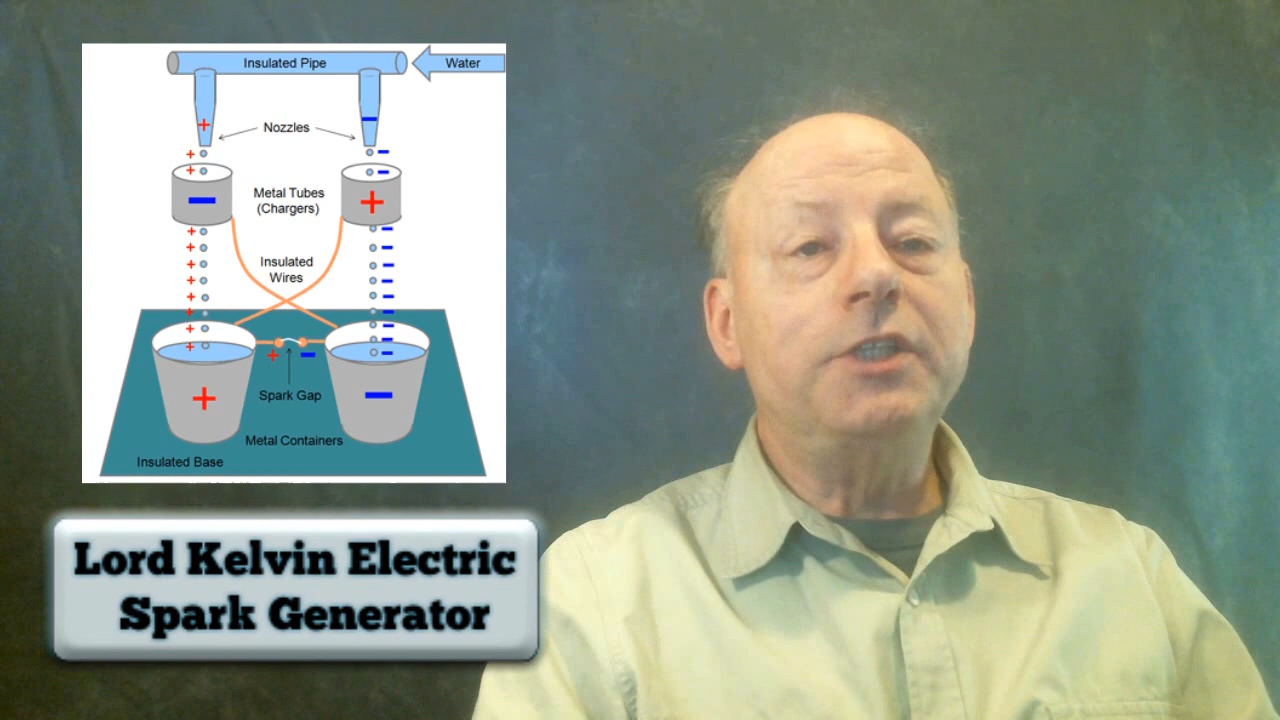 Insulated Pipe
Water
+
−
Nozzles
+
−
+
−
−
+
Metal Tubes
(Chargers)
+
−
+
−
Insulated
Wires
+
−
+
−
+
−
+
−
+
−
+
−
+
−
+
−
Spark Gap
Metal Containers
Insulated Base
Lord Kelvin Electric
Spark Generator